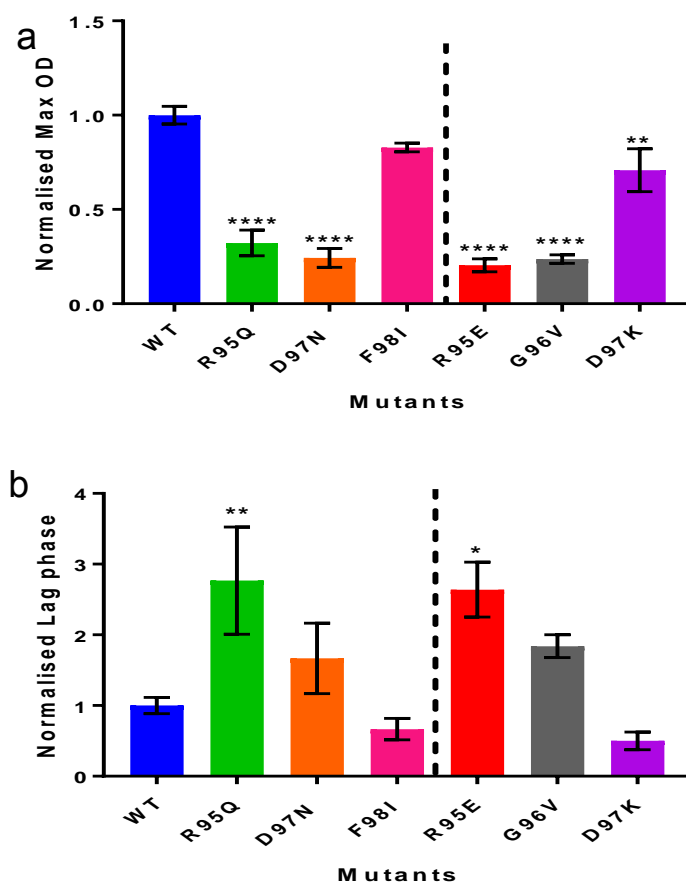 a
Normalised Max OD
1.5
1.0
0.5
0.0
****
****
****
****
**
WT
R95Q
D97N
F98I
R95E
G96V
D97K
Mutants
b
Normalised Lag phase
4
3
2
1
0
**
*
WT
R95Q
D97N
F98I
R95E
G96V
D97K
Mutants